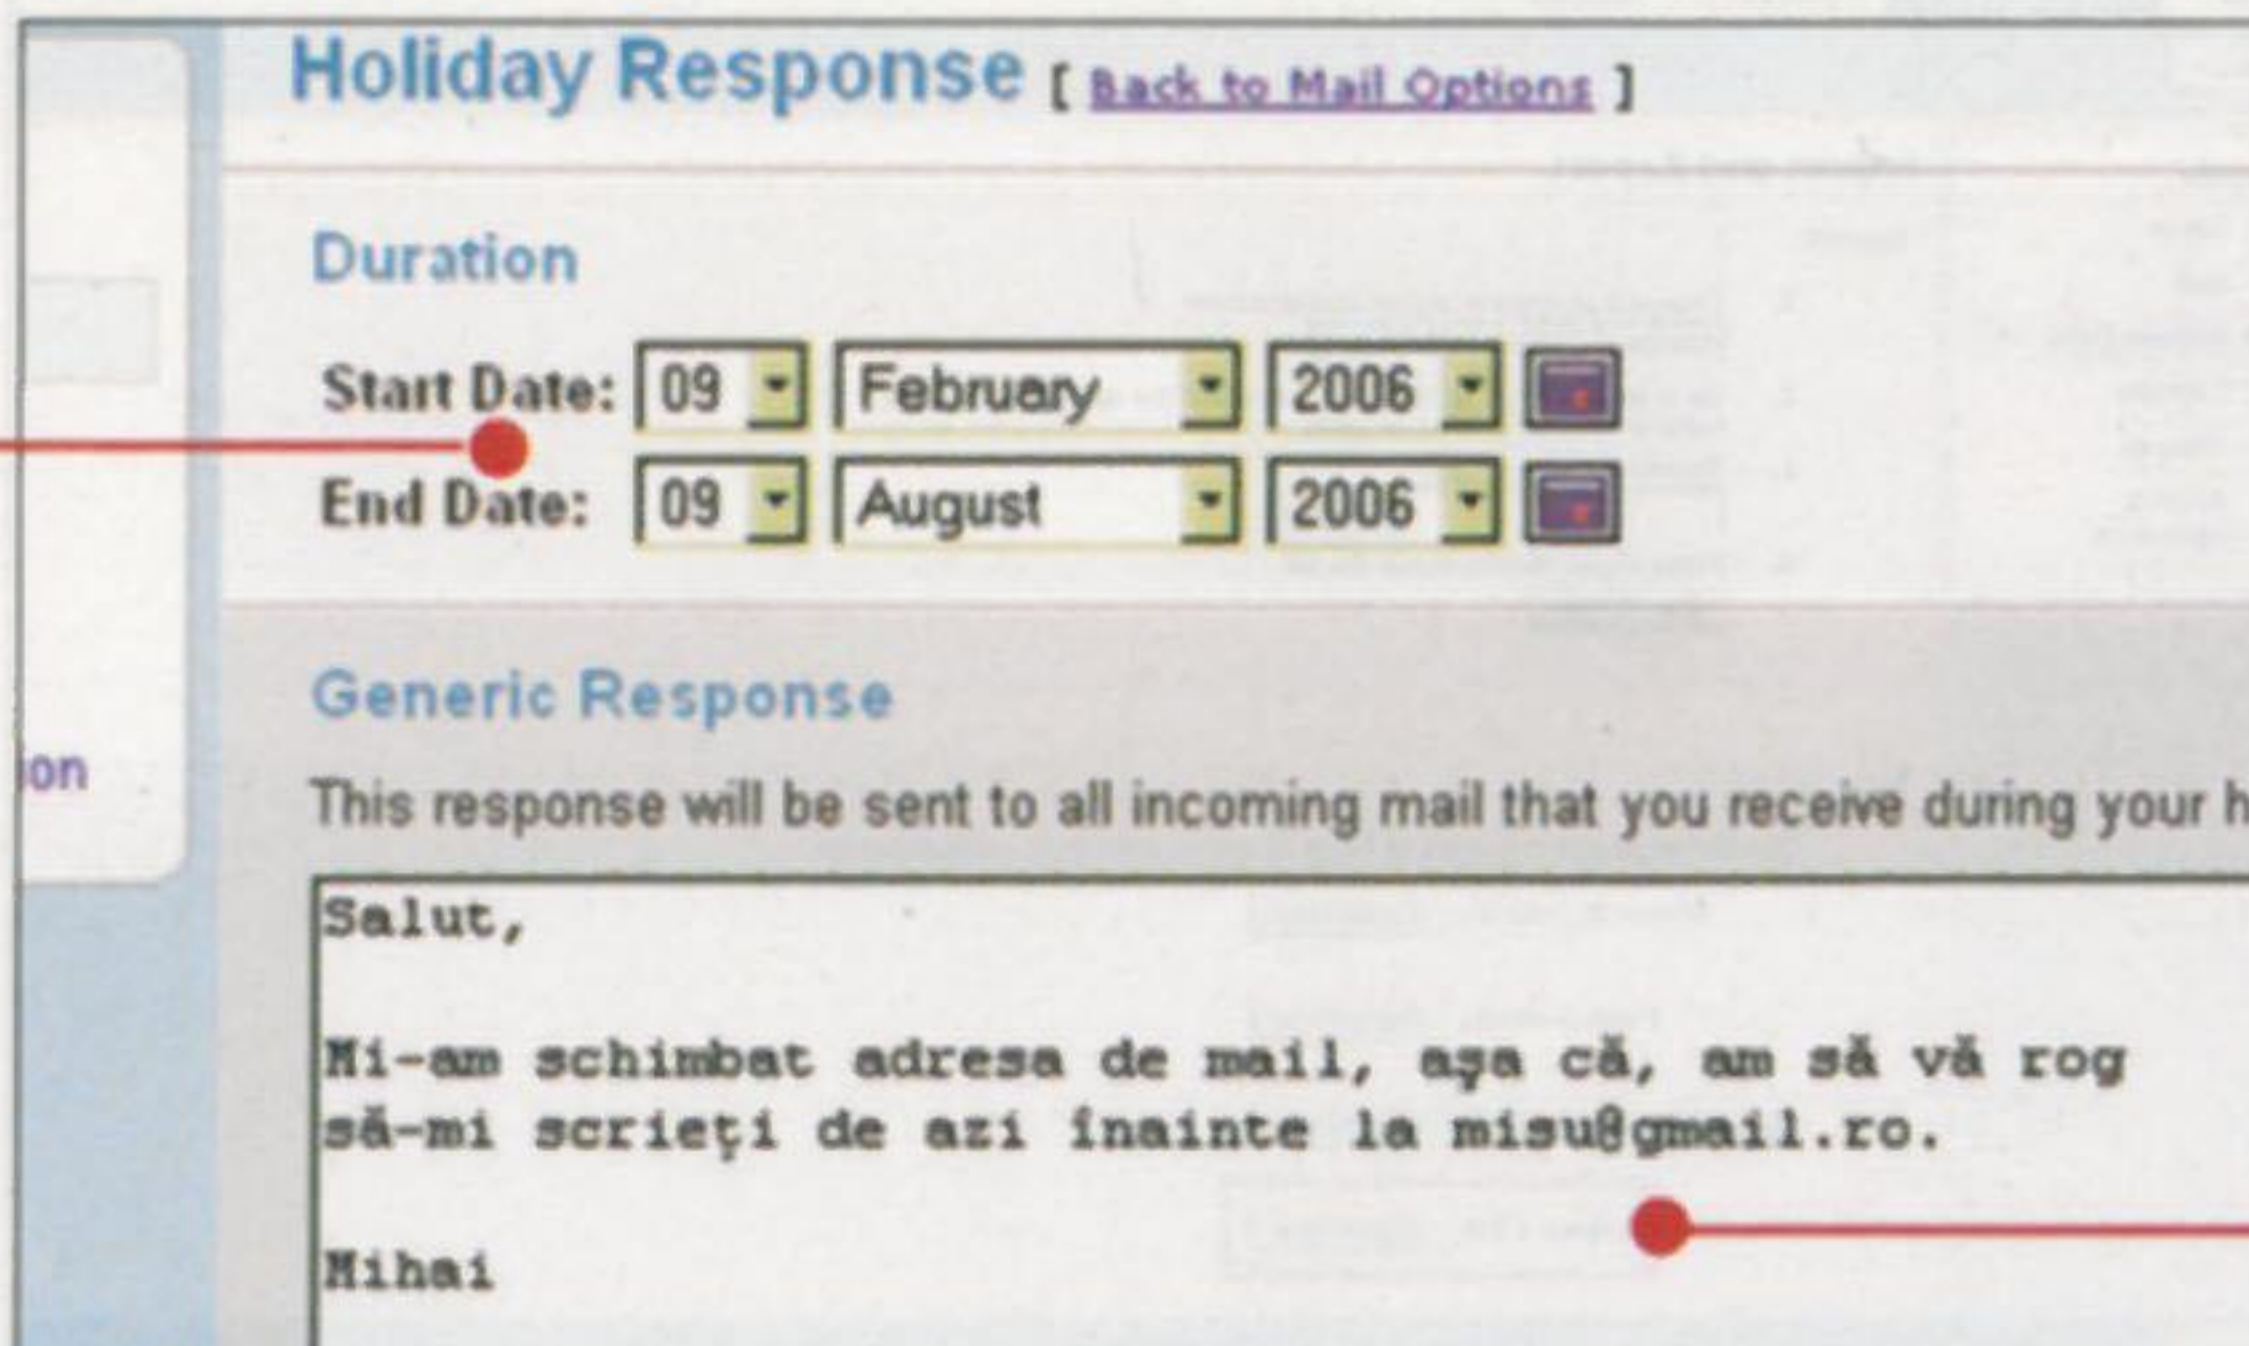 Holiday Response [ Back to Mail Options ]
Duration
Start Date: 09 February 2006
End Date: 09 August 2006
Generic Response
on
This response will be sent to all incoming mail that you receive during your h
Salut,
Mi-am schimbat adresa de mail, aşa că, am să vă rog
să-mi scrieţi de azi înainte la misu@gmail.ro.
Mihai